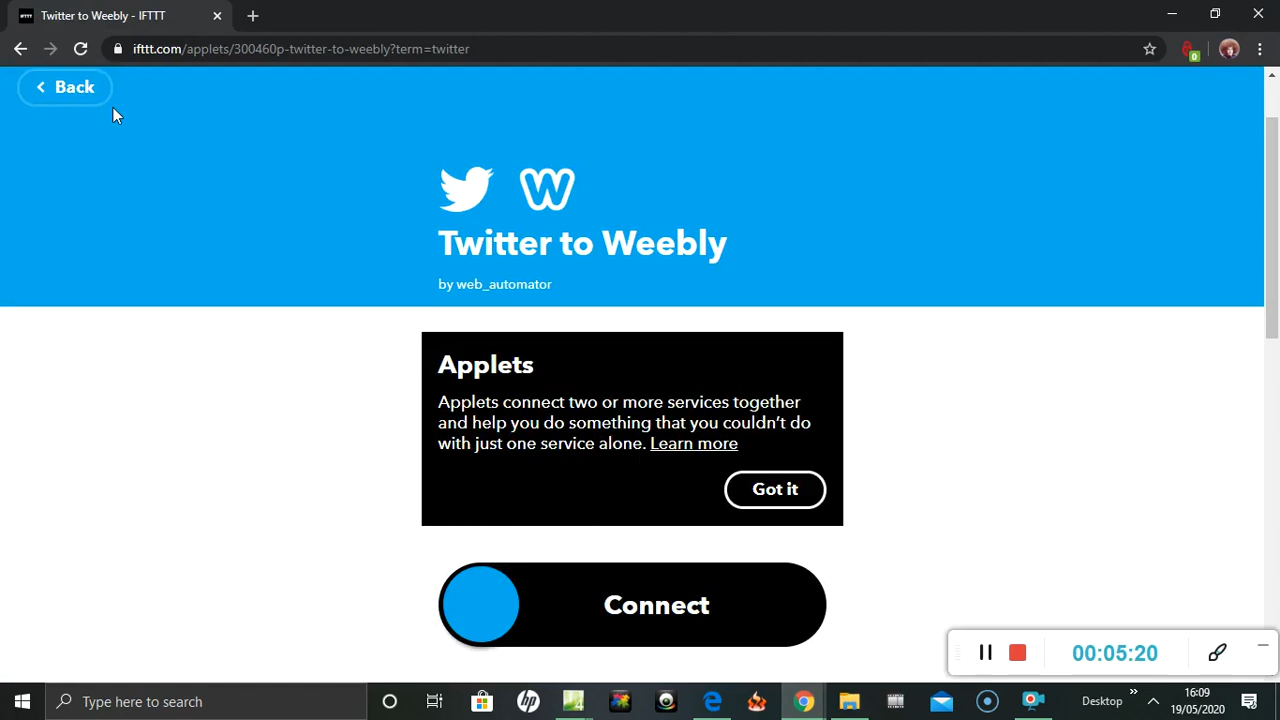 Twitter to Weebly - IFTTT
ifttt.com/applets/300460p-twitter-to-weebly?term=twitter
0
Back
Twitter to Weebly
by web_automator
Applets
Applets connect two or more services together
and help you do something that you couldn't do
with just one service alone. Learn more
Got it
Connect
00:05:20
Type here to search
Desktop
16:09
19/05/2020